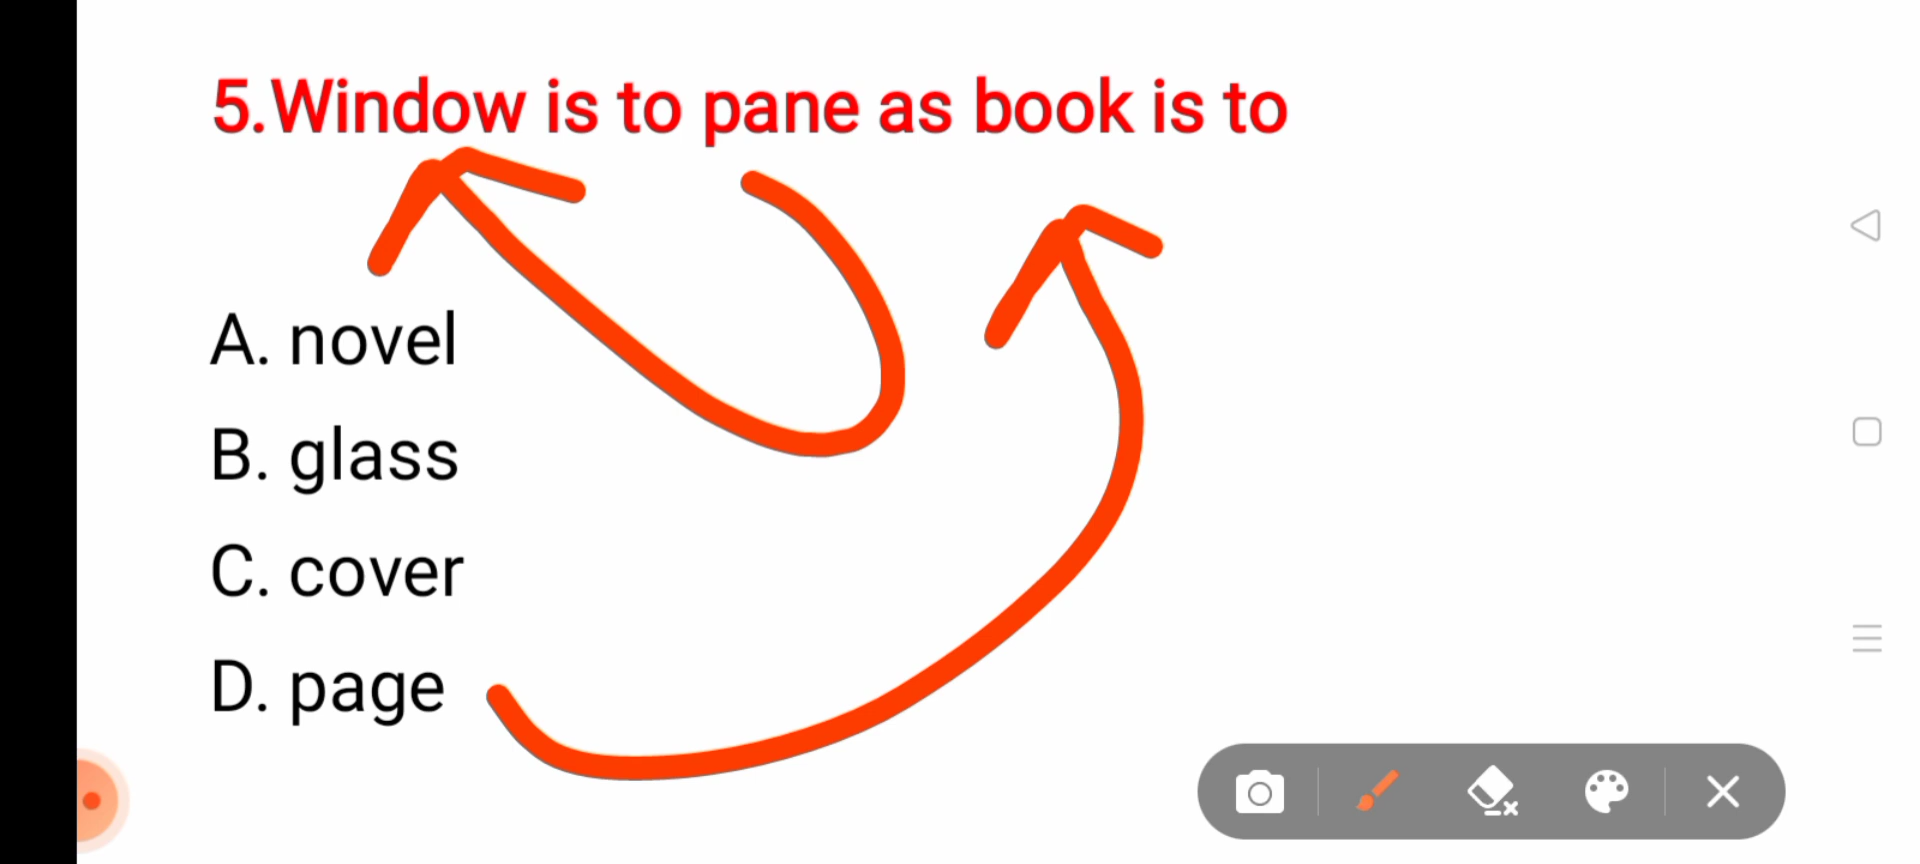 5.Window is to pane as book is to
A. novel
B. glass
C. cover
D. page